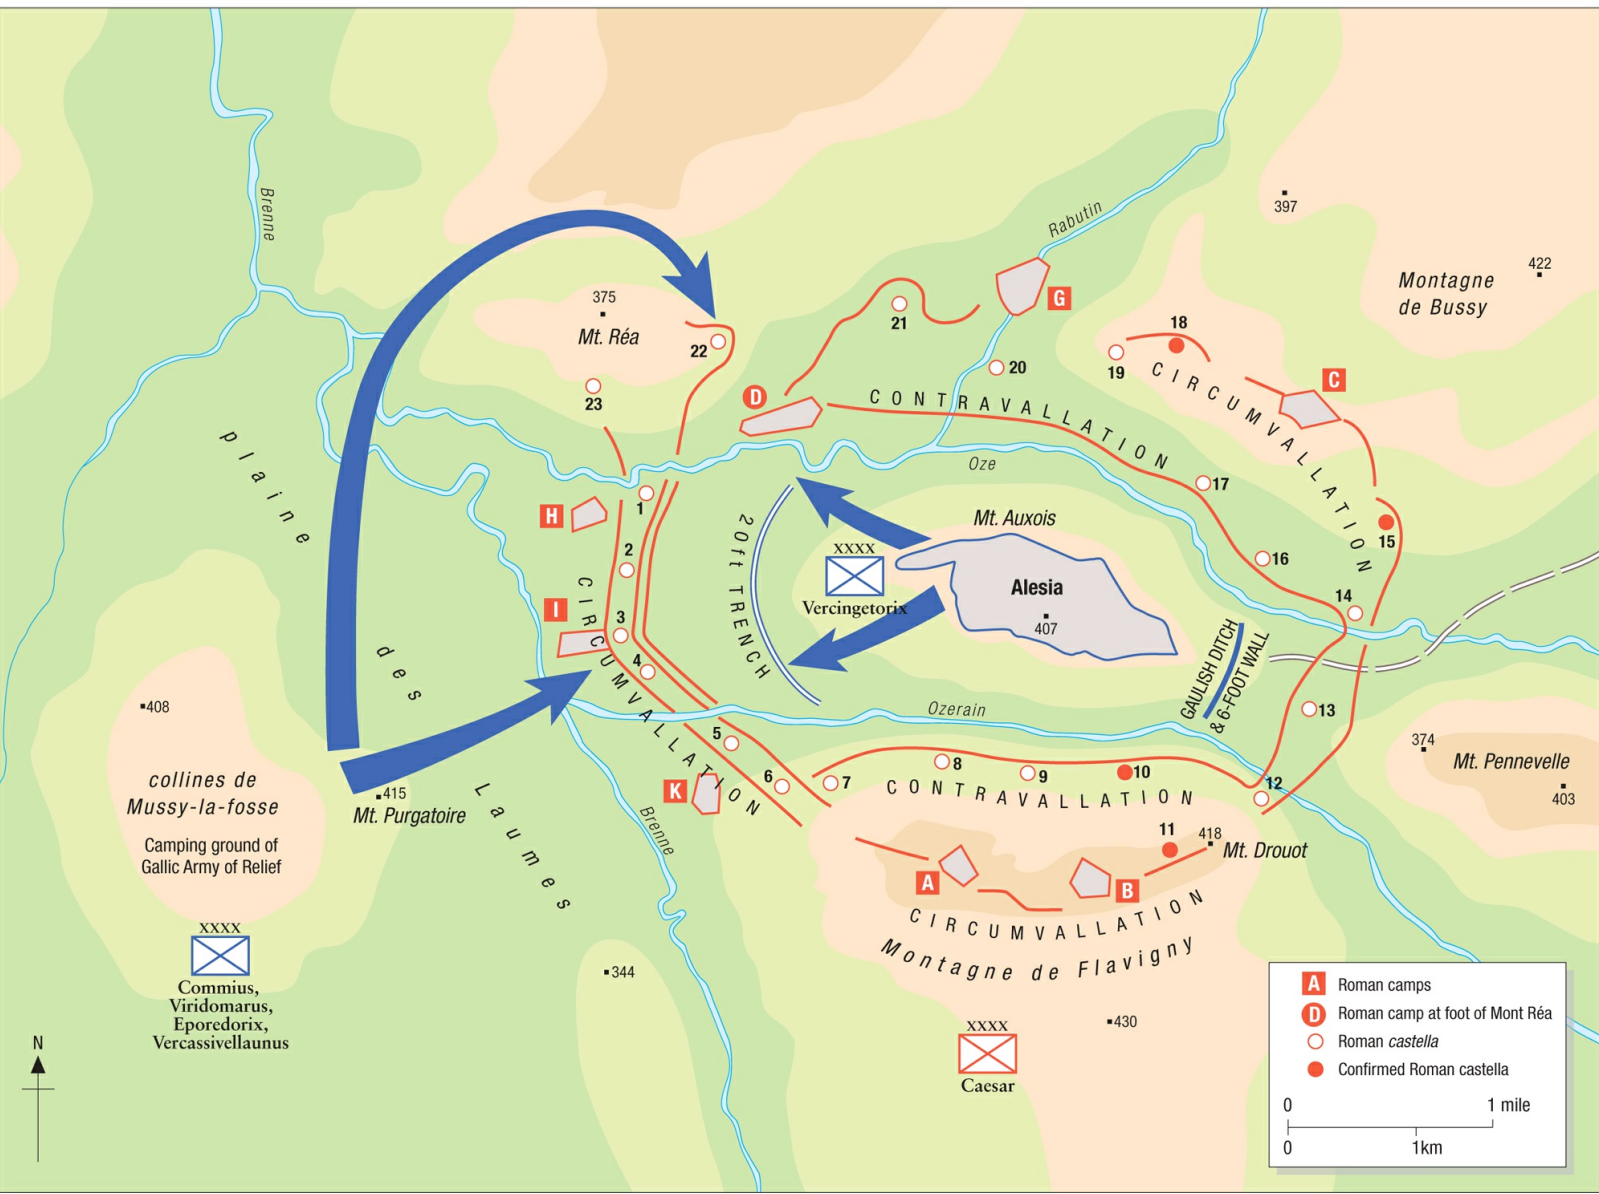 Brenne
Rabutin
397
422
Montagne
de Bussy
375
Mt. Réa
22
23
21
G
20
18
19
C
CIRCUMVALLATION
D
CONTRAVALLATION
Oze
17
15
16
14
plaine
des
Laumes
H
1
2
I
3
4
CIRCUMVALLATION
20ft TRENCH
XXXX
Vercingetorix
Mt. Auxois
Alesia
407
GAULISH DITCH
& 6-FOOT WALL
Ozerain
13
374
Mt. Pennevelle
403
408
collines de
Mussy-la-fosse
Camping ground of
Gallic Army of Relief
415
Mt. Purgatoire
5
6
7
K
Brenne
8
9
10
12
CONTRAVALLATION
11
418
Mt. Drouot
A
B
CIRCUMVALLATION
Montagne de Flavigny
XXXX
Commius,
Viridomarus,
Eporedorix,
Vercassivellaunus
344
430
XXXX
Caesar
N
A Roman camps
D Roman camp at foot of Mont Réa
Roman castella
Confirmed Roman castella
0 1 mile
0 1km